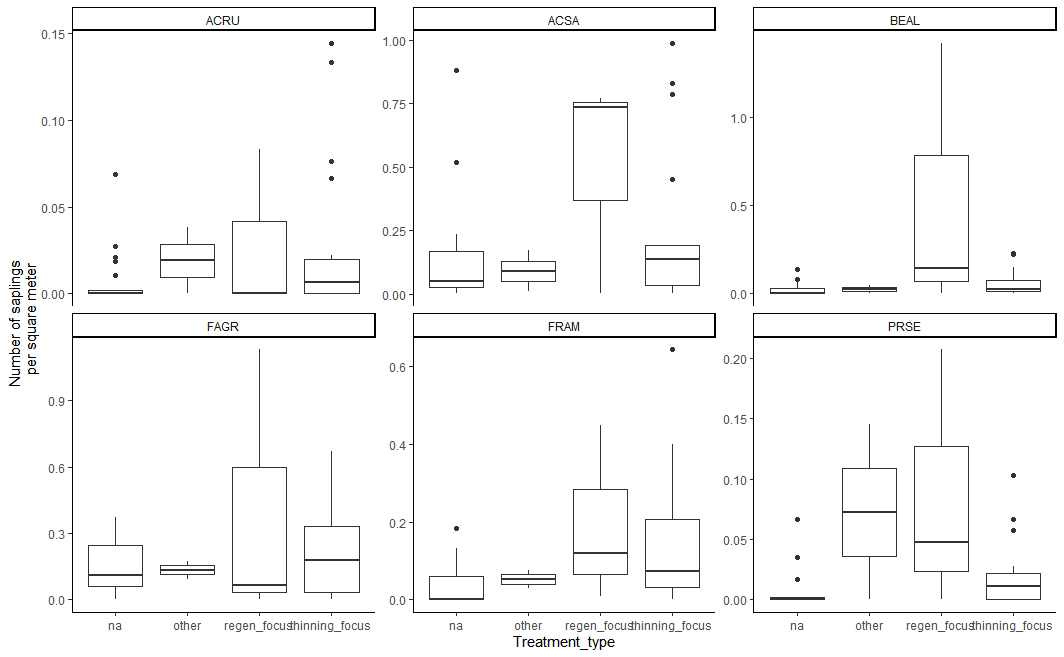 ACRU
ACSA
BEAL
0.15
0.10
0.05
0.00
1.00
0.75
0.50
0.25
0.00
1.0
0.5
0.0
Number of saplings
per square meter
FAGR
FRAM
PRSE
0.9
0.6
0.3
0.0
0.6
0.4
0.2
0.0
0.20
0.15
0.10
0.05
0.00
na other regen_focus thinning_focus
na other regen_focus thinning_focus
na other regen_focus thinning_focus
Treatment_type